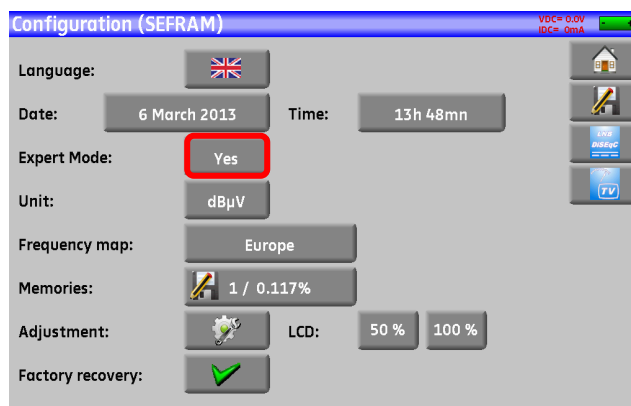 Configuration (SEFRAM)
VDC= 0.0V
IDC= 0mA
Language:
Date: 6 March 2013 Time: 13h 48mn
Expert Mode: Yes
LNB
DiSEqC
Unit: dBµV
TV
Frequency map: Europe
Memories: 1 / 0.117%
Adjustment: LCD: 50 % 100 %
Factory recovery: